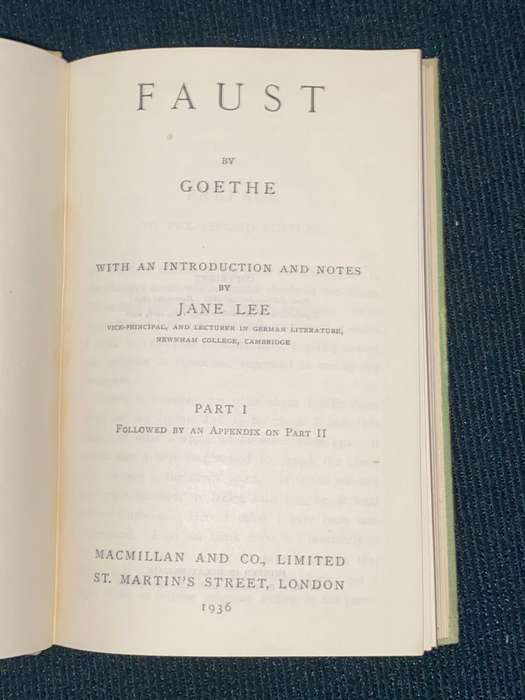 FAUST
BY
GOETHE
WITH AN INTRODUCTION AND NOTES
BY
JANE LEE
VICE-PRINCIPAL, AND LECTURER IN GERMAN LITERATURE,
NEWNHAM COLLEGE, CAMBRIDGE
PART I
FOLLOWED BY AN APPENDIX ON PART II
MACMILLAN AND CO., LIMITED
ST. MARTIN'S STREET, LONDON
1936